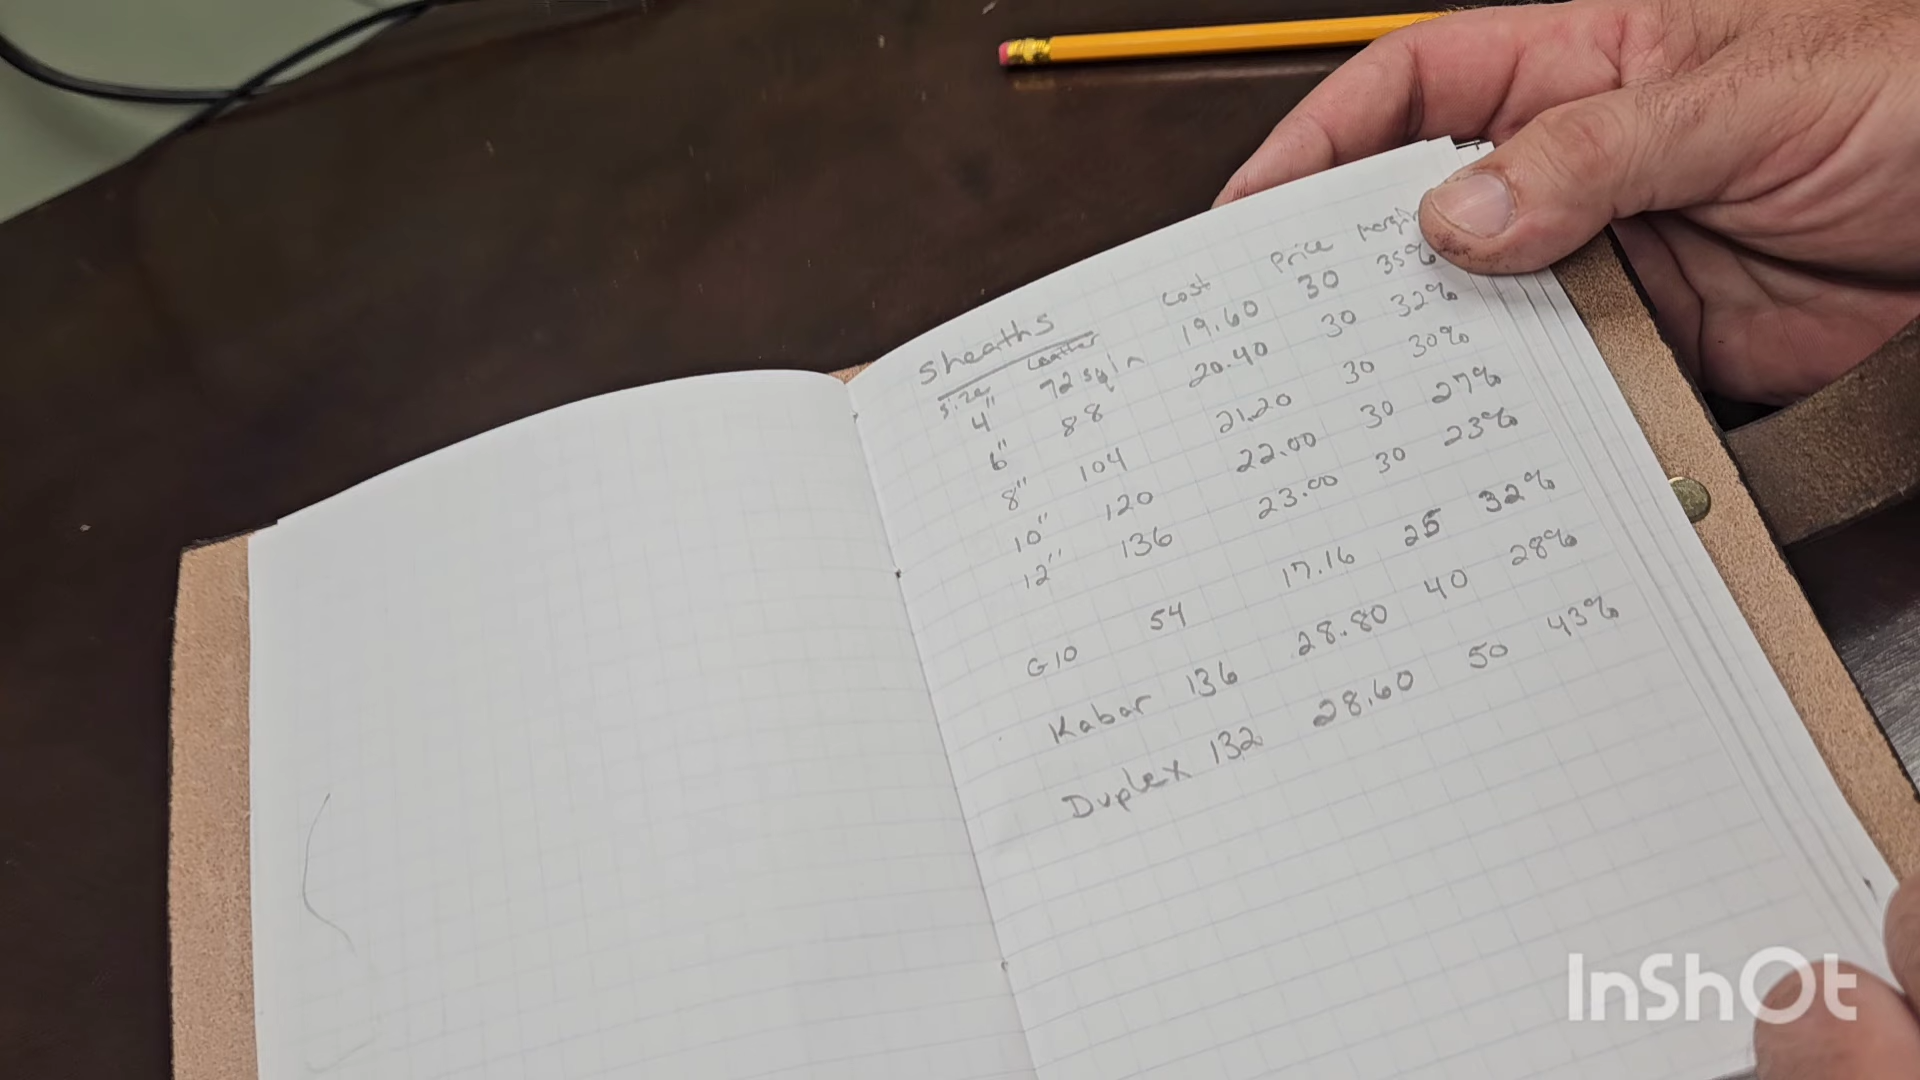 Sheaths
size Leather Cost Price Margin
4" 72 sq in 19.60 30 35%
6" 88 20.40 30 32%
8" 104 21.20 30 30%
10" 120 22.00 30 27%
12" 136 23.00 30 23%
G10 54 17.16 25 32%
Kabar 136 28.80 40 28%
Duplex 132 28.60 50 43%
InShOt